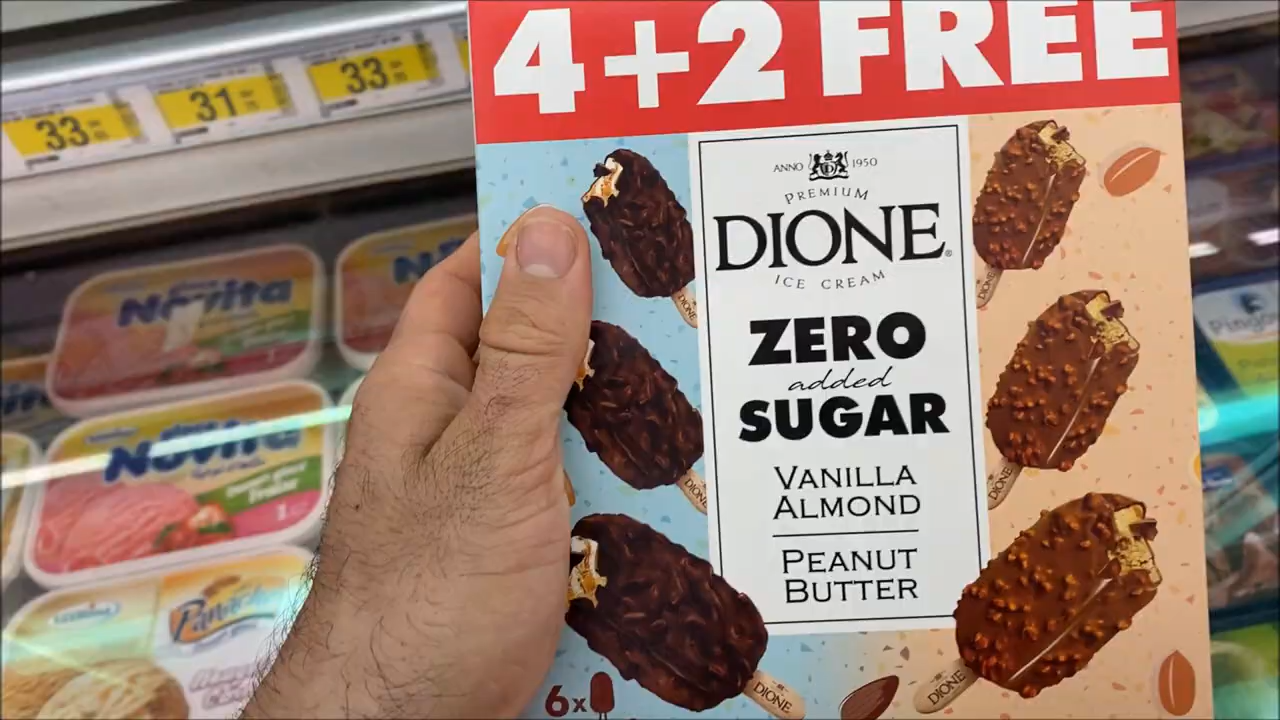 4+2 FREE
33
31
33
ANNO 1950
PREMIUM
DIONE®
ICE CREAM
ZERO
added
SUGAR
VANILLA
ALMOND
PEANUT
BUTTER
DIONE
DIONE
DIONE
DIONE
DIONE
DIONE
6x
Novita
Novita